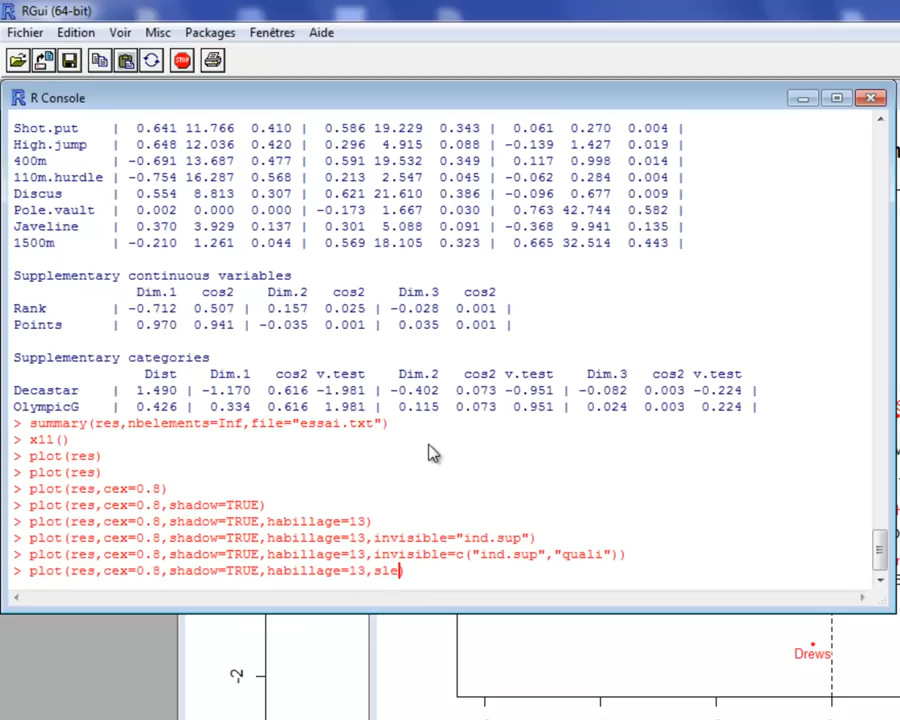 RGui (64-bit)
Fichier Edition Voir Misc Packages Fenêtres Aide
STOP
R Console
Shot.put | 0.641 11.766 0.410 | 0.586 19.229 0.343 | 0.061 0.270 0.004 |
High.jump | 0.648 12.036 0.420 | 0.296 4.915 0.088 | -0.139 1.427 0.019 |
400m | -0.691 13.687 0.477 | 0.591 19.532 0.349 | 0.117 0.998 0.014 |
110m.hurdle | -0.754 16.287 0.568 | 0.213 2.547 0.045 | -0.062 0.284 0.004 |
Discus | 0.554 8.813 0.307 | 0.621 21.610 0.386 | -0.096 0.677 0.009 |
Pole.vault | 0.002 0.000 0.000 | -0.173 1.667 0.030 | 0.763 42.744 0.582 |
Javeline | 0.370 3.929 0.137 | 0.301 5.088 0.091 | -0.368 9.941 0.135 |
1500m | -0.210 1.261 0.044 | 0.569 18.105 0.323 | 0.665 32.514 0.443 |
Supplementary continuous variables
Dim.1 cos2 Dim.2 cos2 Dim.3 cos2
Rank | -0.712 0.507 | 0.157 0.025 | -0.028 0.001 |
Points | 0.970 0.941 | -0.035 0.001 | 0.035 0.001 |
Supplementary categories
Dist Dim.1 cos2 v.test Dim.2 cos2 v.test Dim.3 cos2 v.test
Decastar | 1.490 | -1.170 0.616 -1.981 | -0.402 0.073 -0.951 | -0.082 0.003 -0.224 |
OlympicG | 0.426 | 0.334 0.616 1.981 | 0.115 0.073 0.951 | 0.024 0.003 0.224 |
> summary(res,nbelements=Inf,file="essai.txt")
> x11()
> plot(res)
> plot(res)
> plot(res,cex=0.8)
> plot(res,cex=0.8,shadow=TRUE)
> plot(res,cex=0.8,shadow=TRUE,habillage=13)
> plot(res,cex=0.8,shadow=TRUE,habillage=13,invisible="ind.sup")
> plot(res,cex=0.8,shadow=TRUE,habillage=13,invisible=c("ind.sup","quali"))
> plot(res,cex=0.8,shadow=TRUE,habillage=13,sle)
Drews
-2